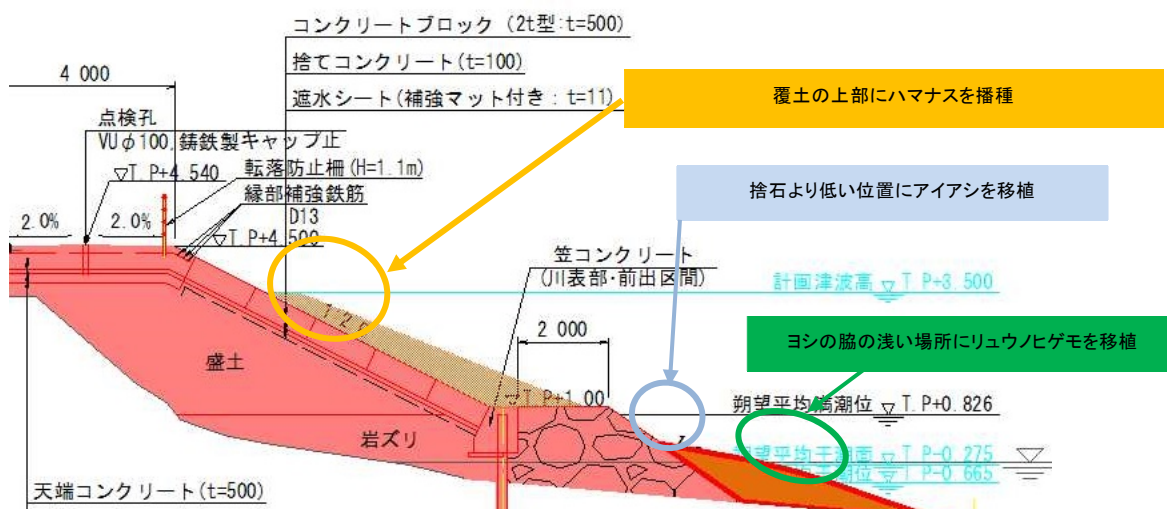 コンクリートブロック (2t型:t=500)
捨てコンクリート(t=100)
遮水シート(補強マット付き:t=11)
4 000
点検孔
VUφ100,鋳鉄製キャップ止
▽T.P+4.540
転落防止柵(H=1.1m)
縁部補強鉄筋
D13
▽T.P+4.500
2.0%
2.0%
覆土の上部にハマナスを播種
捨石より低い位置にアイアシを移植
ヨシの脇の浅い場所にリュウノヒゲモを移植
笠コンクリート
(川表部・前出区間)
計画津波高 ▽ T.P+3.500
2 000
盛土
▽T.P+1.00
朔望平均満潮位 ▽ T.P+0.826
岩ズリ
朔望平均干潮面 ▽ T.P-0.275
潮位 ▽ T.P-0.665
天端コンクリート(t=500)